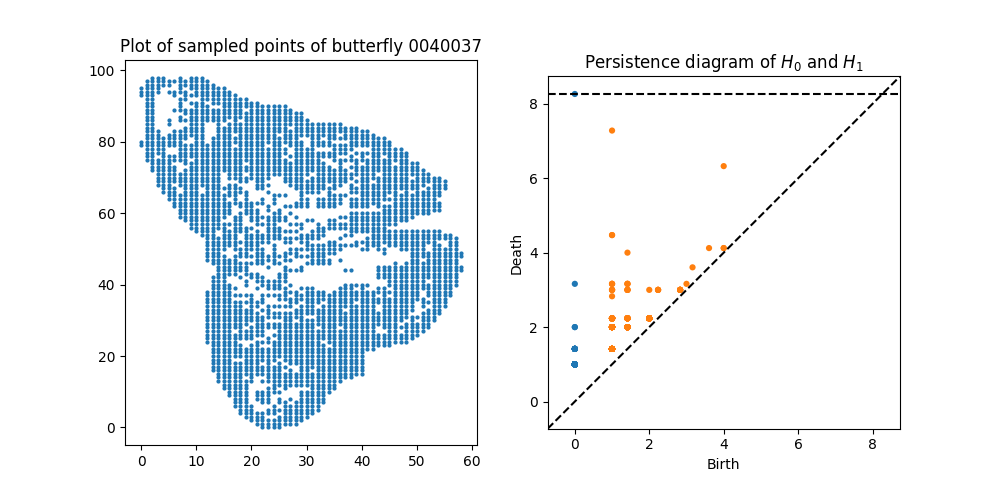 Plot of sampled points of butterfly 0040037
100
80
60
40
20
0
0 10 20 30 40 50 60
Persistence diagram of $H_0$ and $H_1$
Death
8
6
4
2
0
0 2 4 6 8
Birth